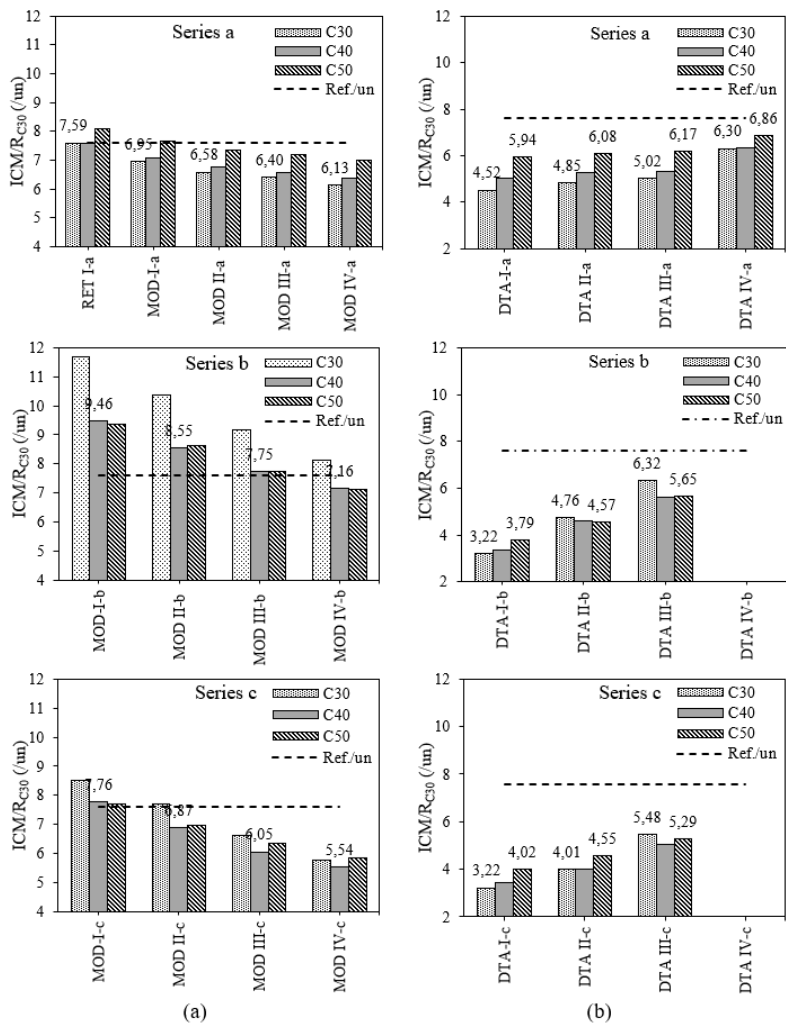 Series a
C30
C40
C50
Ref./un
ICM/R_C30 (/un)
12
11
10
9
8
7
6
5
4
7,59
6,95
6,58
6,40
6,13
RET I-a
MOD-I-a
MOD II-a
MOD III-a
MOD IV-a
Series a
C30
C40
C50
Ref./un
ICM/R_C30 (/un)
12
10
8
6
4
2
4,52
5,94
4,85
6,08
5,02
6,17
6,30
6,86
DTA-I-a
DTA II-a
DTA III-a
DTA IV-a
Series b
C30
C40
C50
Ref./un
ICM/R_C30 (/un)
12
11
10
9
8
7
6
5
4
9,46
8,55
7,75
7,16
MOD-I-b
MOD II-b
MOD III-b
MOD IV-b
Series b
C30
C40
C50
Ref./un
ICM/R_C30 (/un)
12
10
8
6
4
2
3,22
3,79
4,76
4,57
6,32
5,65
DTA-I-b
DTA II-b
DTA III-b
DTA IV-b
Series c
C30
C40
C50
Ref./un
ICM/R_C30 (/un)
12
11
10
9
8
7
6
5
4
7,76
6,87
6,05
5,54
MOD-I-c
MOD II-c
MOD III-c
MOD IV-c
Series c
C30
C40
C50
Ref./un
ICM/R_C30 (/un)
12
10
8
6
4
2
3,22
4,02
4,01
4,55
5,48
5,29
DTA-I-c
DTA II-c
DTA III-c
DTA IV-c
(a)
(b)